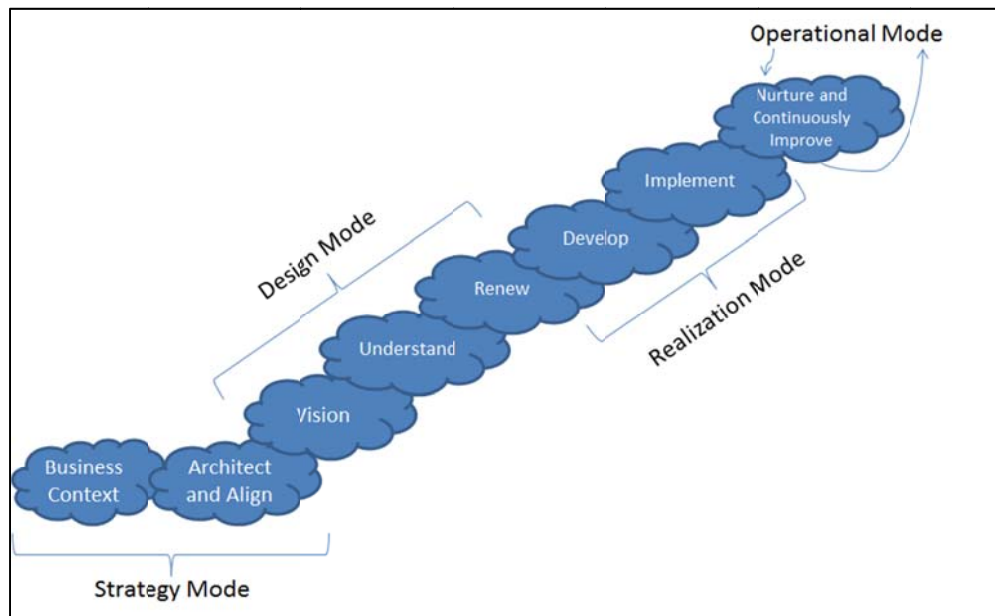 Operational Mode
Nurture and
Continuously
Improve
Implement
Develop
Design Mode
Renew
Realization Mode
Understand
Vision
Business
Context
Architect
and Align
Strategy Mode